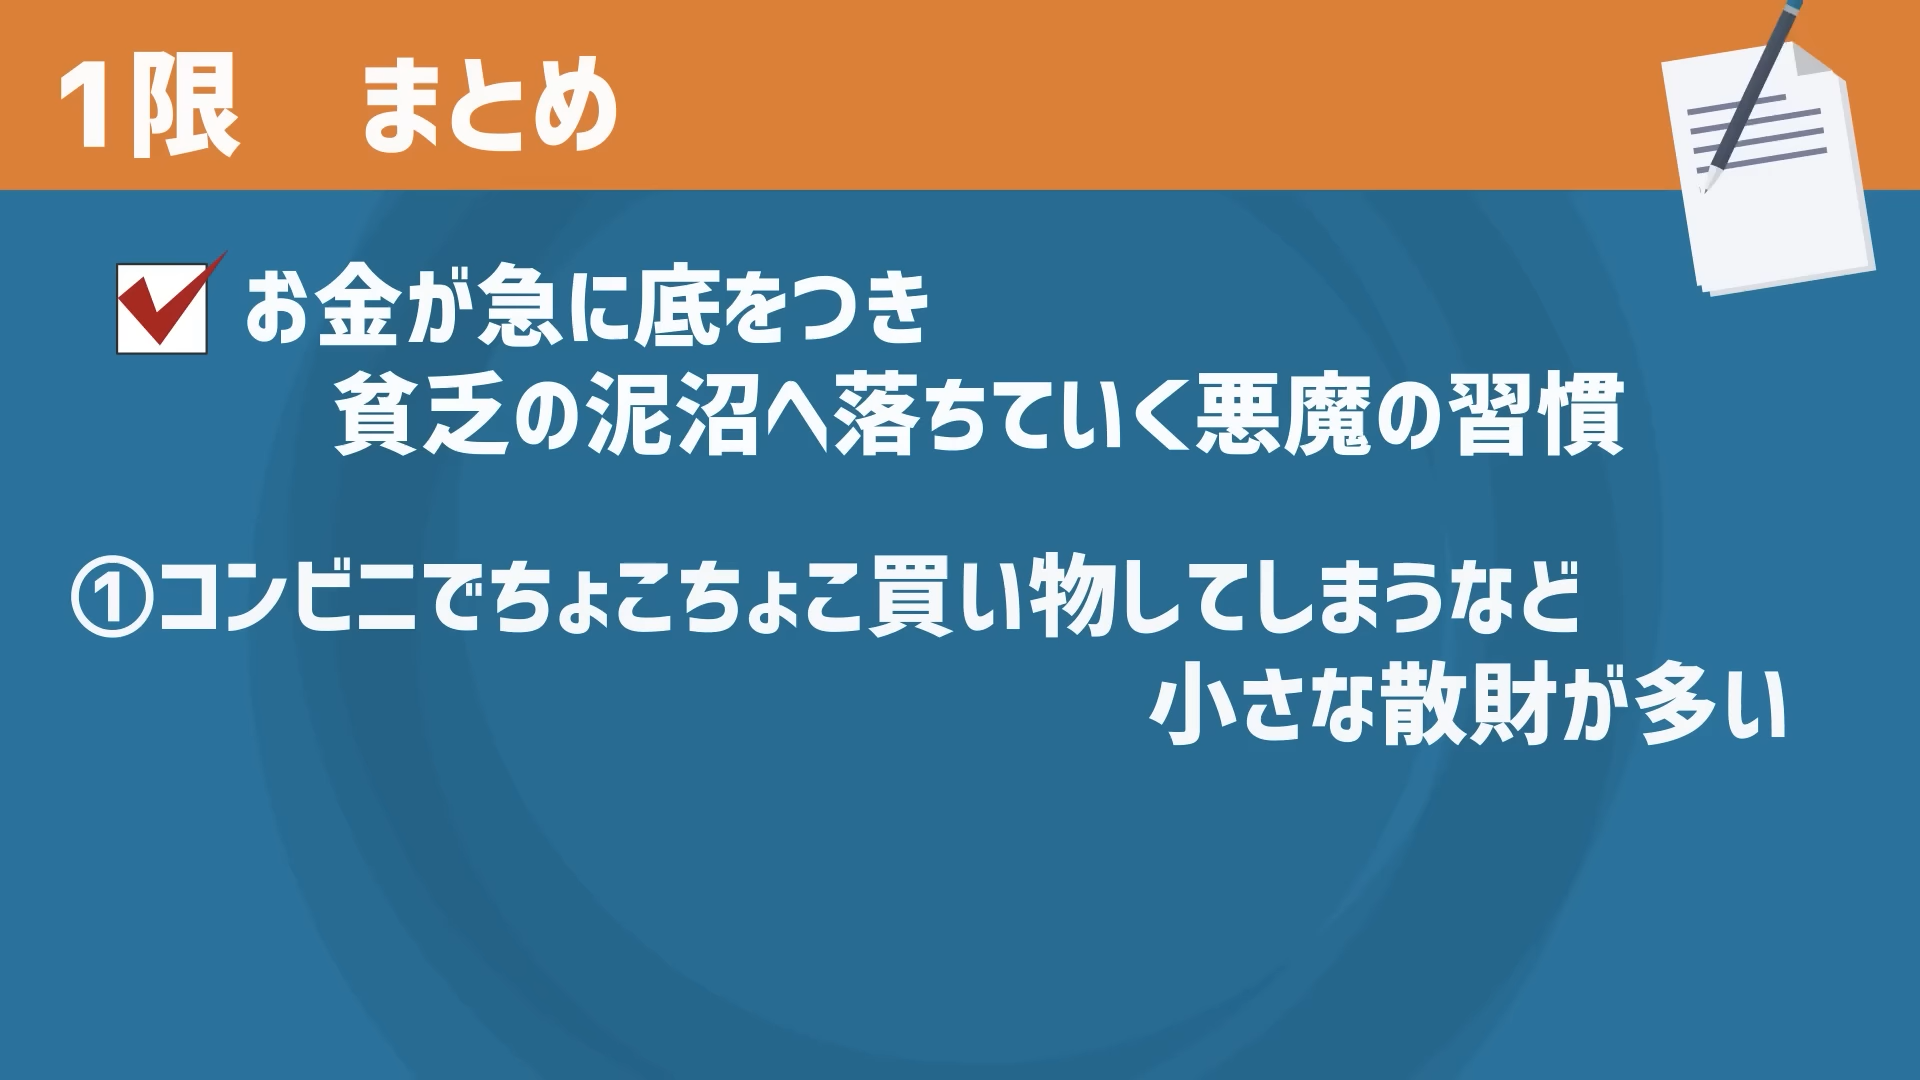 1限　まとめ
お金が急に底をつき
貧乏の泥沼へ落ちていく悪魔の習慣
①コンビニでちょこちょこ買い物してしまうなど
小さな散財が多い